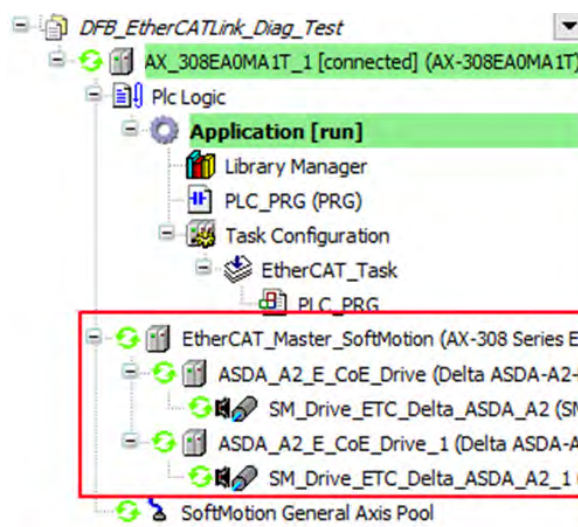 DFB_EtherCATLink_Diag_Test
AX_308EA0MA1T_1 [connected] (AX-308EA0MA1T)
Plc Logic
Application [run]
Library Manager
PLC_PRG (PRG)
Task Configuration
EtherCAT_Task
PLC_PRG
EtherCAT_Master_SoftMotion (AX-308 Series E
ASDA_A2_E_CoE_Drive (Delta ASDA-A2-
SM_Drive_ETC_Delta_ASDA_A2 (SM
ASDA_A2_E_CoE_Drive_1 (Delta ASDA-A
SM_Drive_ETC_Delta_ASDA_A2_1 (
SoftMotion General Axis Pool